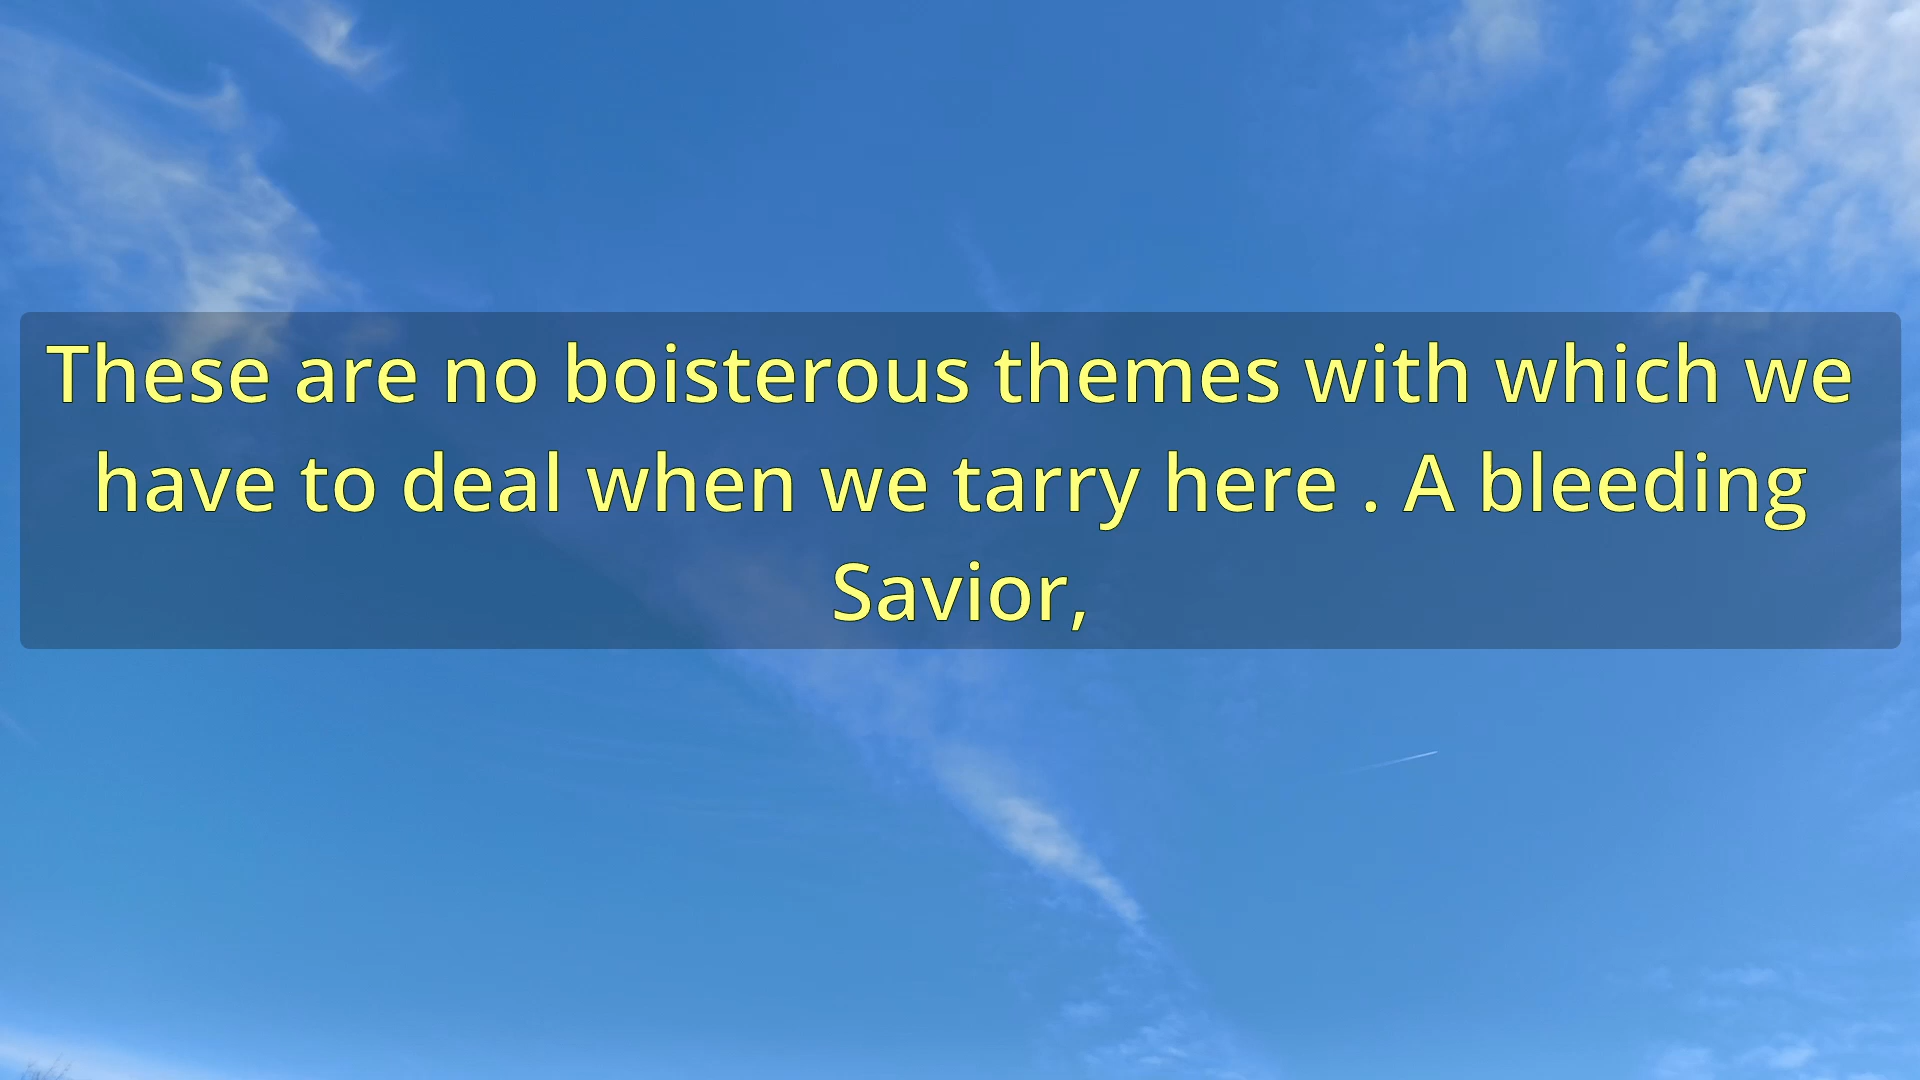 These are no boisterous themes with which we
have to deal when we tarry here . A bleeding
Savior,